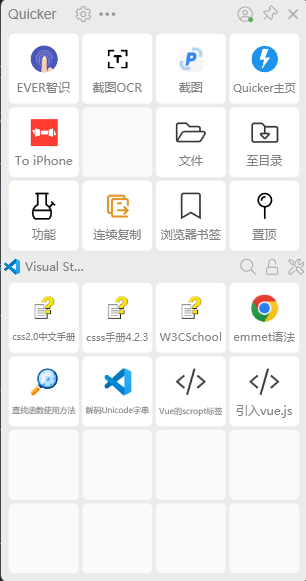 Quicker
EVER智识
截图OCR
截图
Quicker主页
To iPhone
文件
至目录
功能
连续复制
浏览器书签
置顶
Visual St...
css2.0中文手册
csss手册4.2.3
W3CSchool
emmet语法
查找函数使用方法
解码Unicode字串
Vue的scropt标签
引入vue.js